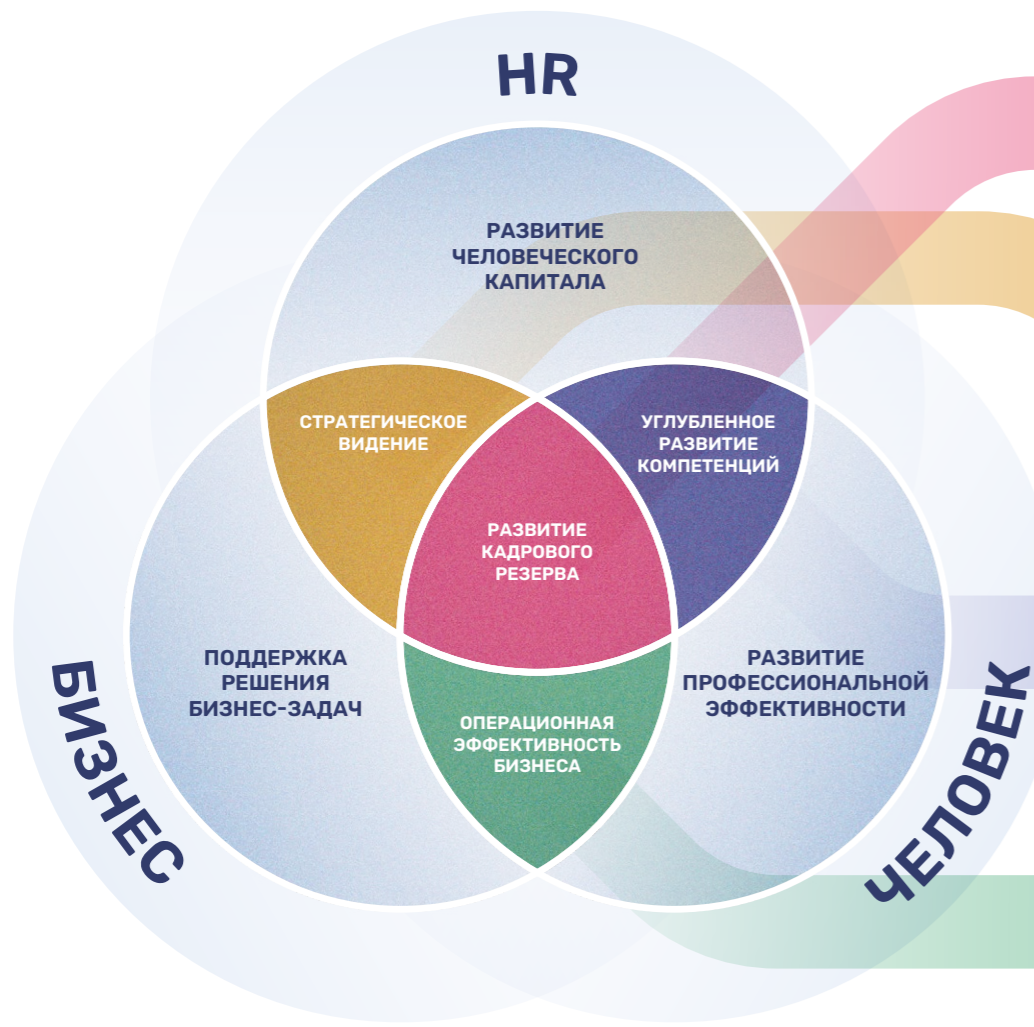 HR
РАЗВИТИЕ
ЧЕЛОВЕЧЕСКОГО
КАПИТАЛА
СТРАТЕГИЧЕСКОЕ
ВИДЕНИЕ
УГЛУБЛЕННОЕ
РАЗВИТИЕ
КОМПЕТЕНЦИЙ
РАЗВИТИЕ
КАДРОВОГО
РЕЗЕРВА
ПОДДЕРЖКА
РЕШЕНИЯ
БИЗНЕС-ЗАДАЧ
РАЗВИТИЕ
ПРОФЕССИОНАЛЬНОЙ
ЭФФЕКТИВНОСТИ
ОПЕРАЦИОННАЯ
ЭФФЕКТИВНОСТЬ
БИЗНЕСА
БИЗНЕС
ЧЕЛОВЕК